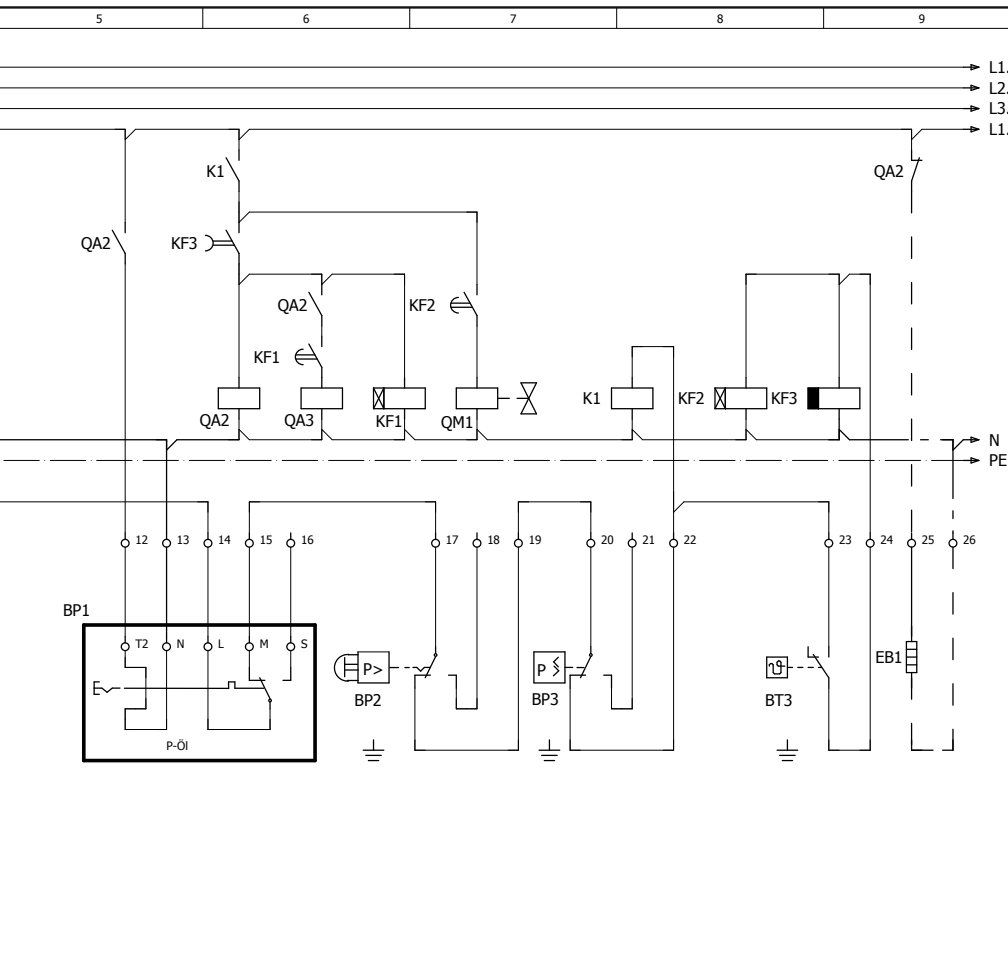 5 6 7 8 9
L1.
L2.
L3.
L1.
K1 QA2
QA2 KF3
QA2 KF2
KF1
K1 KF2 KF3
QA2 QA3 KF1 QM1
N
PE
12 13 14 15 16 17 18 19 20 21 22 23 24 25 26
BP1
T2 N L M S
P> P EB1
BP2 BP3 BT3
P-Öl